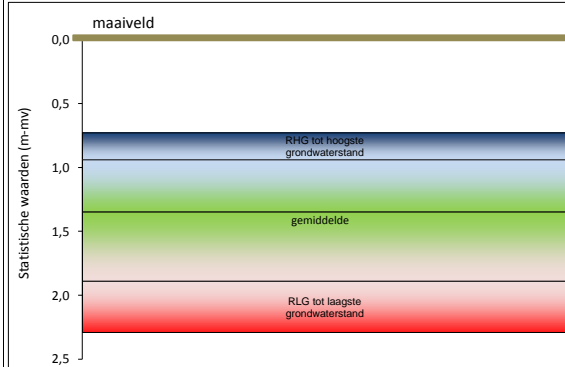 maaiveld
0,0
0,5
RHG tot hoogste
grondwaterstand
1,0
gemiddelde
1,5
2,0
RLG tot laagste
grondwaterstand
2,5
Statistische waarden (m-mv)